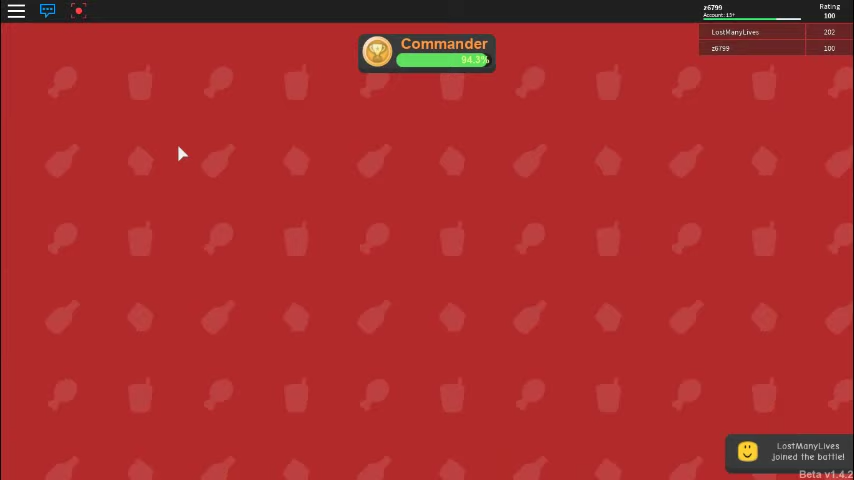 z6799
Account: 13+
Rating
100
LostManyLives 202
z6799 100
Commander
94.3%
LostManyLives
joined the battle!
Beta v1.4.2